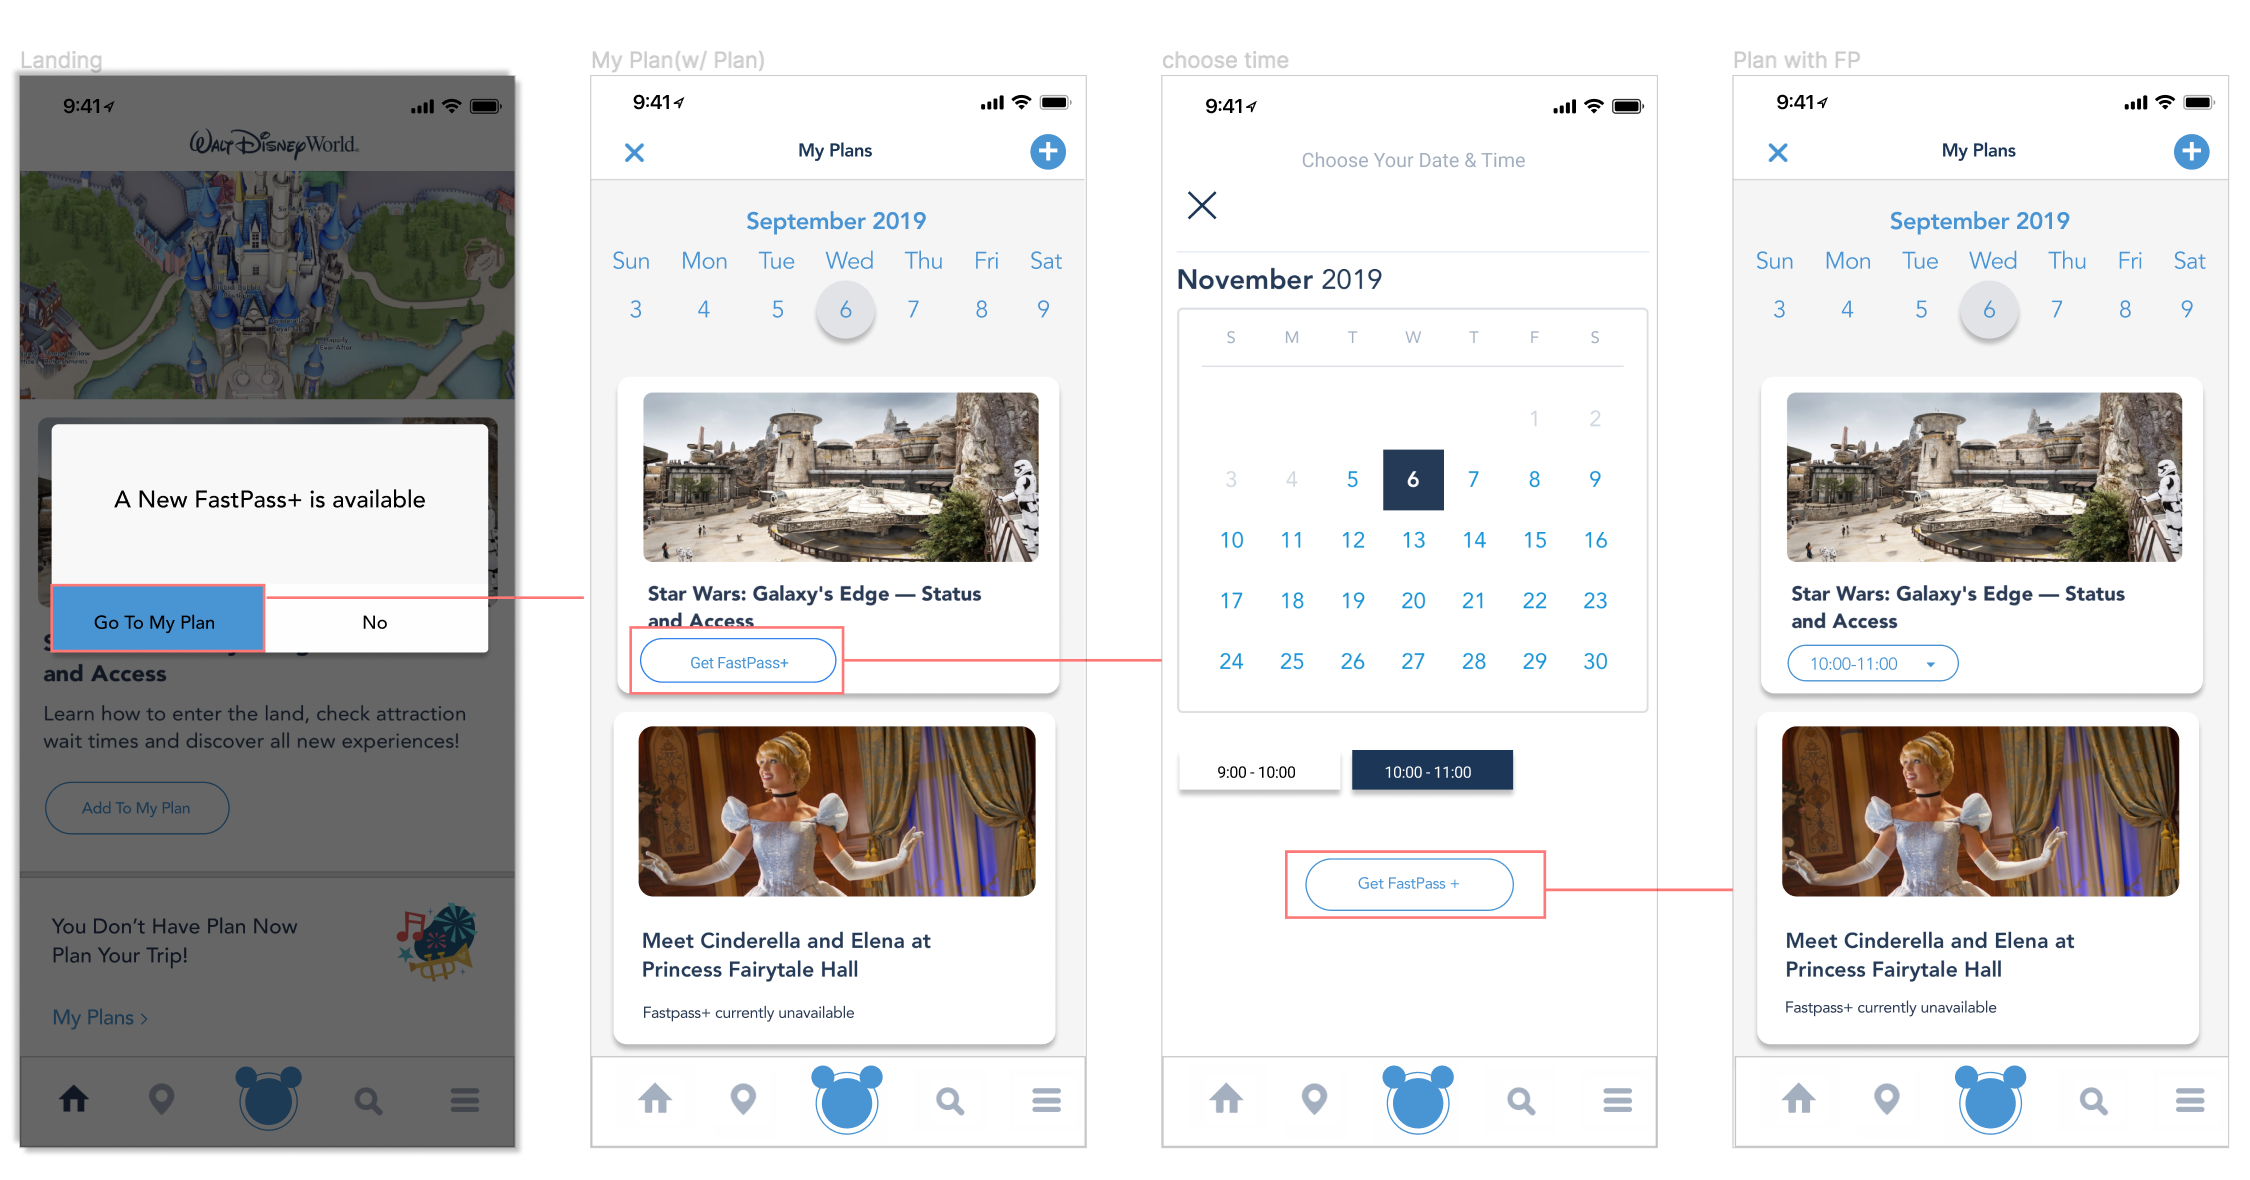 Landing
9:41
WALT DISNEY World.
A New FastPass+ is available
Go To My Plan
No
and Access
Learn how to enter the land, check attraction
wait times and discover all new experiences!
Add To My Plan
You Don't Have Plan Now
Plan Your Trip!
My Plans >
My Plan(w/ Plan)
9:41
My Plans
September 2019
Sun Mon Tue Wed Thu Fri Sat
3 4 5 6 7 8 9
Star Wars: Galaxy's Edge — Status
and Access
Get FastPass+
Meet Cinderella and Elena at
Princess Fairytale Hall
Fastpass+ currently unavailable
choose time
9:41
Choose Your Date & Time
November 2019
S M T W T F S
1 2
3 4 5 6 7 8 9
10 11 12 13 14 15 16
17 18 19 20 21 22 23
24 25 26 27 28 29 30
9:00 - 10:00
10:00 - 11:00
Get FastPass +
Plan with FP
9:41
My Plans
September 2019
Sun Mon Tue Wed Thu Fri Sat
3 4 5 6 7 8 9
Star Wars: Galaxy's Edge — Status
and Access
10:00-11:00
Meet Cinderella and Elena at
Princess Fairytale Hall
Fastpass+ currently unavailable